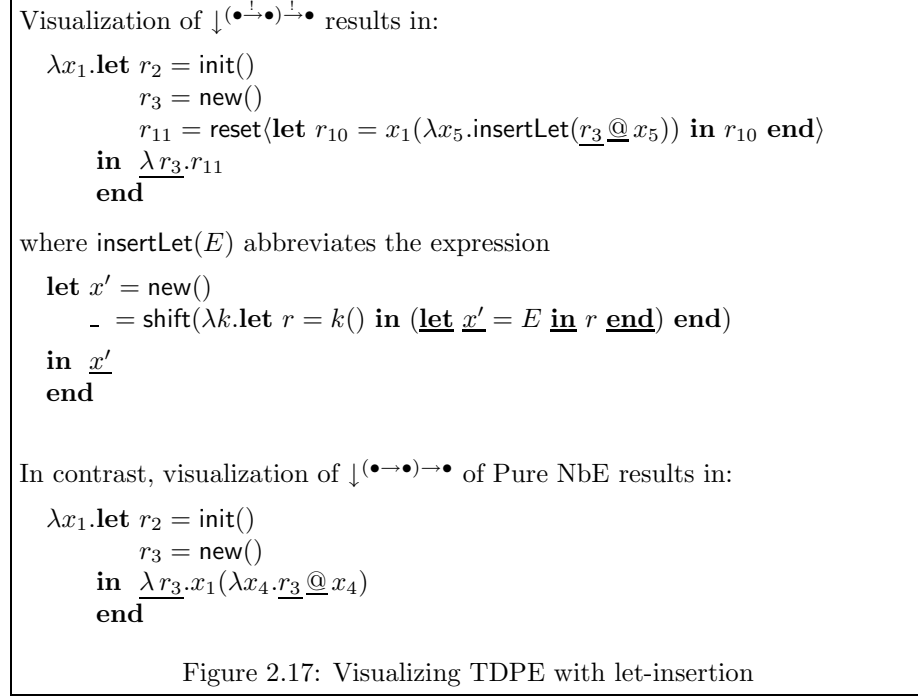 Visualization of ↓^(•→^!•)→^!• results in:
λx₁.let r₂ = init()
r₃ = new()
r₁₁ = reset⟨let r₁₀ = x₁(λx₅.insertLet(r₃ @ x₅)) in r₁₀ end⟩
in λ r₃.r₁₁
end
where insertLet(E) abbreviates the expression
let x′ = new()
_ = shift(λk.let r = k() in (let x′ = E in r end) end)
in x′
end
In contrast, visualization of ↓^(•→•)→• of Pure NbE results in:
λx₁.let r₂ = init()
r₃ = new()
in λ r₃.x₁(λx₄.r₃ @ x₄)
end
Figure 2.17: Visualizing TDPE with let-insertion